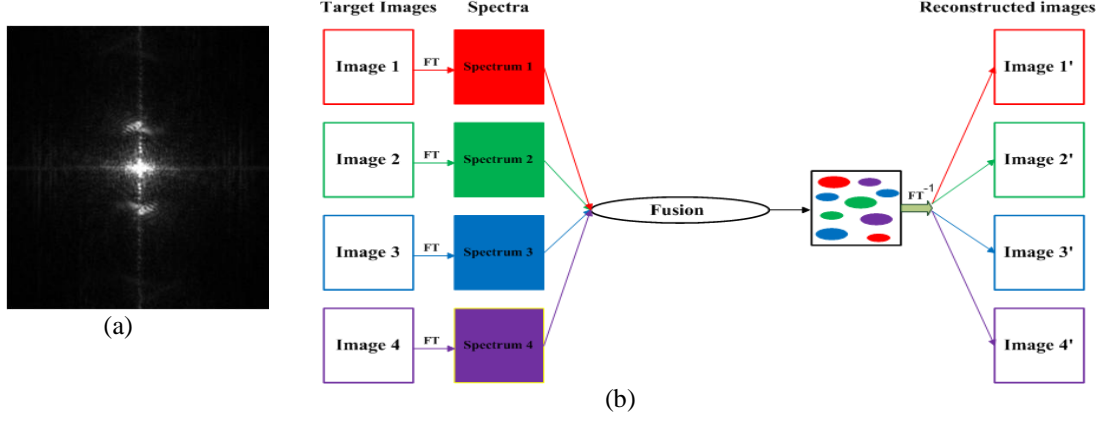 Target Images Spectra Reconstructed images
Image 1 FT Spectrum 1 Image 1'
Image 2 FT Spectrum 2 Image 2'
Fusion FT⁻¹
Image 3 FT Spectrum 3 Image 3'
Image 4 FT Spectrum 4 Image 4'
(a)
(b)